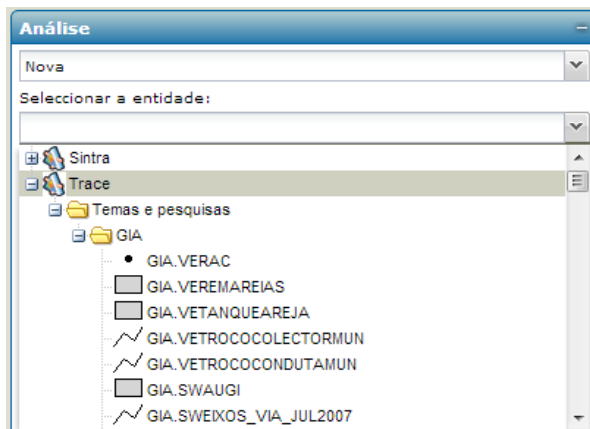 Análise
Nova
Seleccionar a entidade:
Sintra
Trace
Temas e pesquisas
GIA
GIA.VERAC
GIA.VEREMAREIAS
GIA.VETANQUEAREJA
GIA.VETROCOCOLECTORMUN
GIA.VETROCOCONDUTAMUN
GIA.SWAUGI
GIA.SWEIXOS_VIA_JUL2007